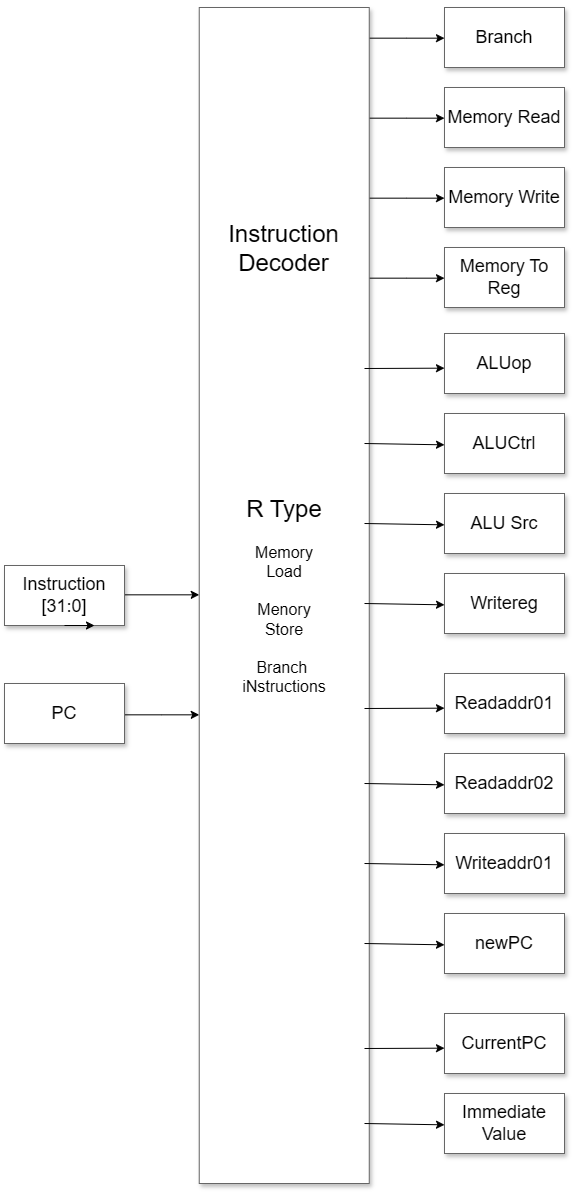 Instruction
Decoder
R Type
Memory
Load
Menory
Store
Branch
iNstructions
Instruction
[31:0]
PC
Branch
Memory Read
Memory Write
Memory To
Reg
ALUop
ALUCtrl
ALU Src
Writereg
Readaddr01
Readaddr02
Writeaddr01
newPC
CurrentPC
Immediate
Value